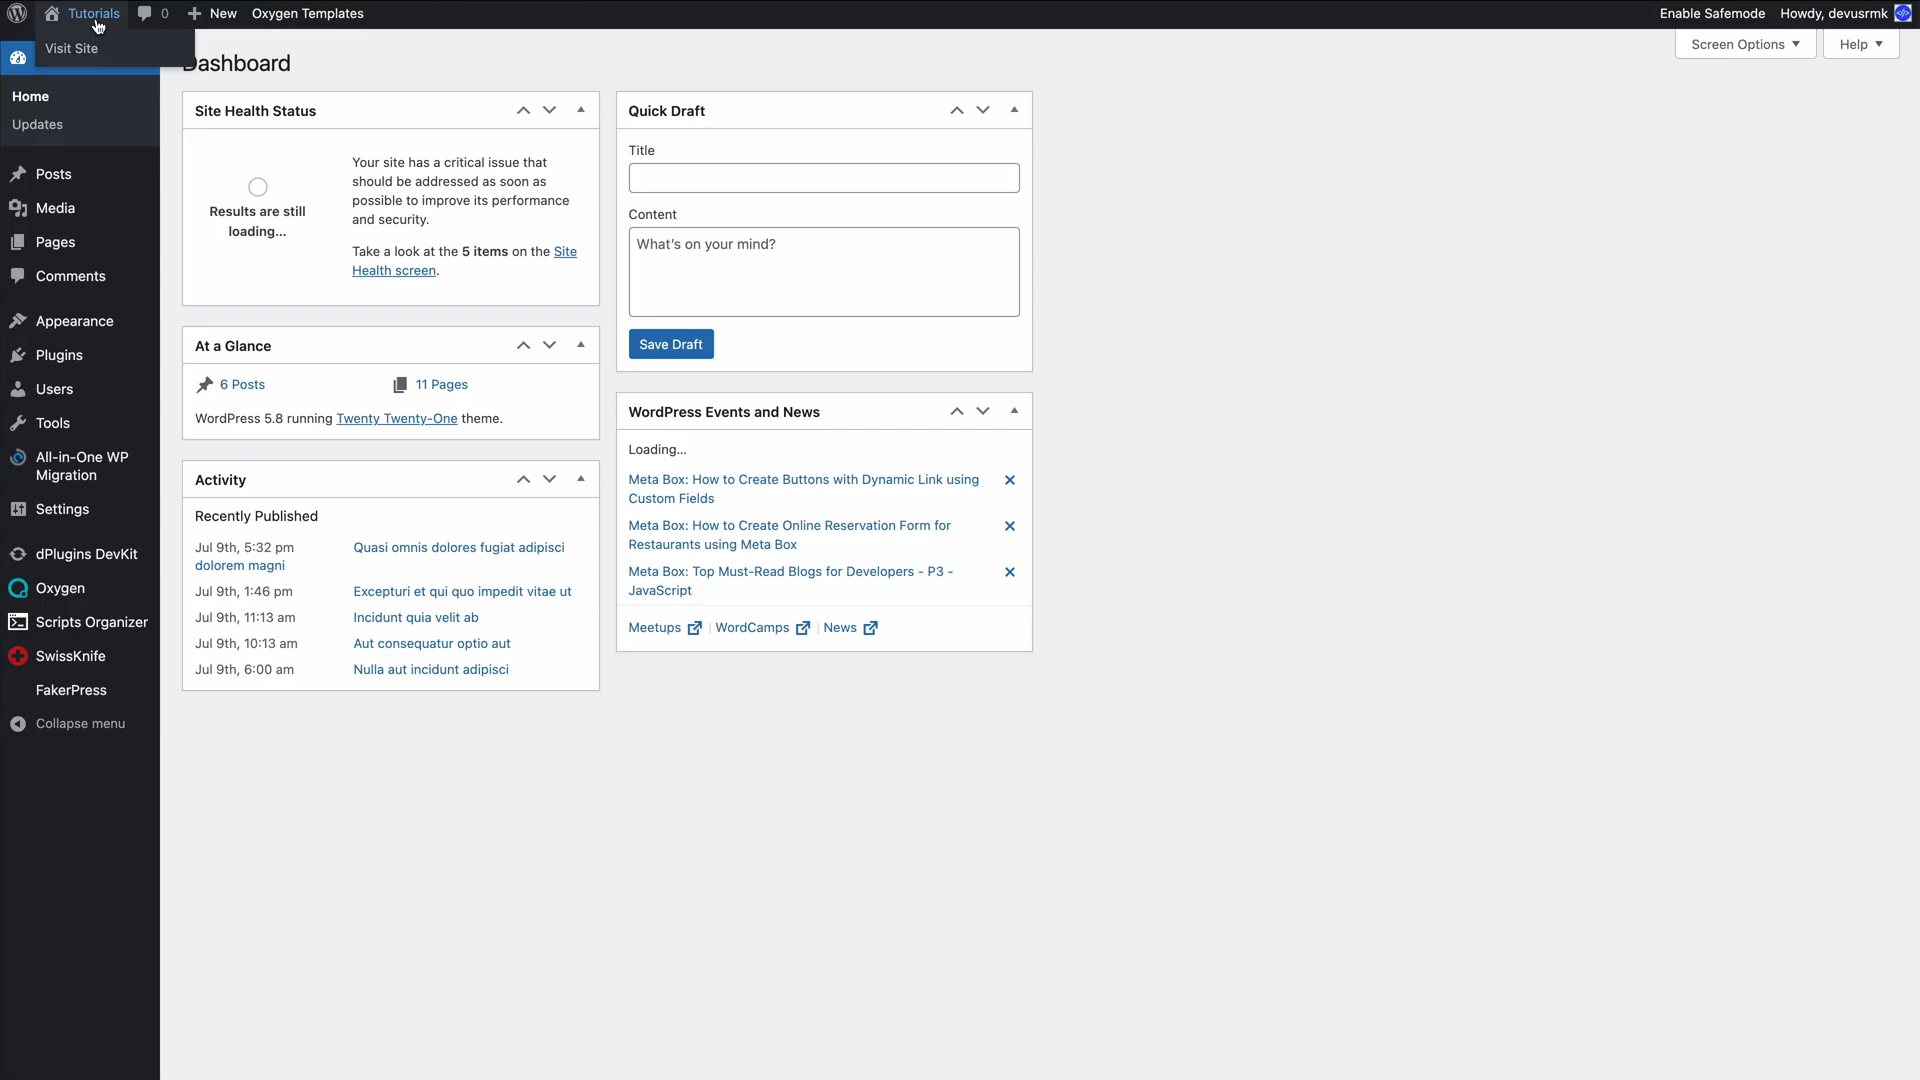 Tutorials 0 New Oxygen Templates Enable Safemode Howdy, devusrmk
Visit Site
Dashboard
Screen Options Help
Home
Updates
Posts
Media
Pages
Comments
Appearance
Plugins
Users
Tools
All-in-One WP
Migration
Settings
dPlugins DevKit
Oxygen
Scripts Organizer
SwissKnife
FakerPress
Collapse menu
Site Health Status
Results are still
loading...
Your site has a critical issue that
should be addressed as soon as
possible to improve its performance
and security.
Take a look at the 5 items on the Site
Health screen.
At a Glance
6 Posts 11 Pages
WordPress 5.8 running Twenty Twenty-One theme.
Activity
Recently Published
Jul 9th, 5:32 pm Quasi omnis dolores fugiat adipisci
dolorem magni
Jul 9th, 1:46 pm Excepturi et qui quo impedit vitae ut
Jul 9th, 11:13 am Incidunt quia velit ab
Jul 9th, 10:13 am Aut consequatur optio aut
Jul 9th, 6:00 am Nulla aut incidunt adipisci
Quick Draft
Title
Content
What's on your mind?
Save Draft
WordPress Events and News
Loading...
Meta Box: How to Create Buttons with Dynamic Link using
Custom Fields
Meta Box: How to Create Online Reservation Form for
Restaurants using Meta Box
Meta Box: Top Must-Read Blogs for Developers - P3 -
JavaScript
Meetups | WordCamps | News